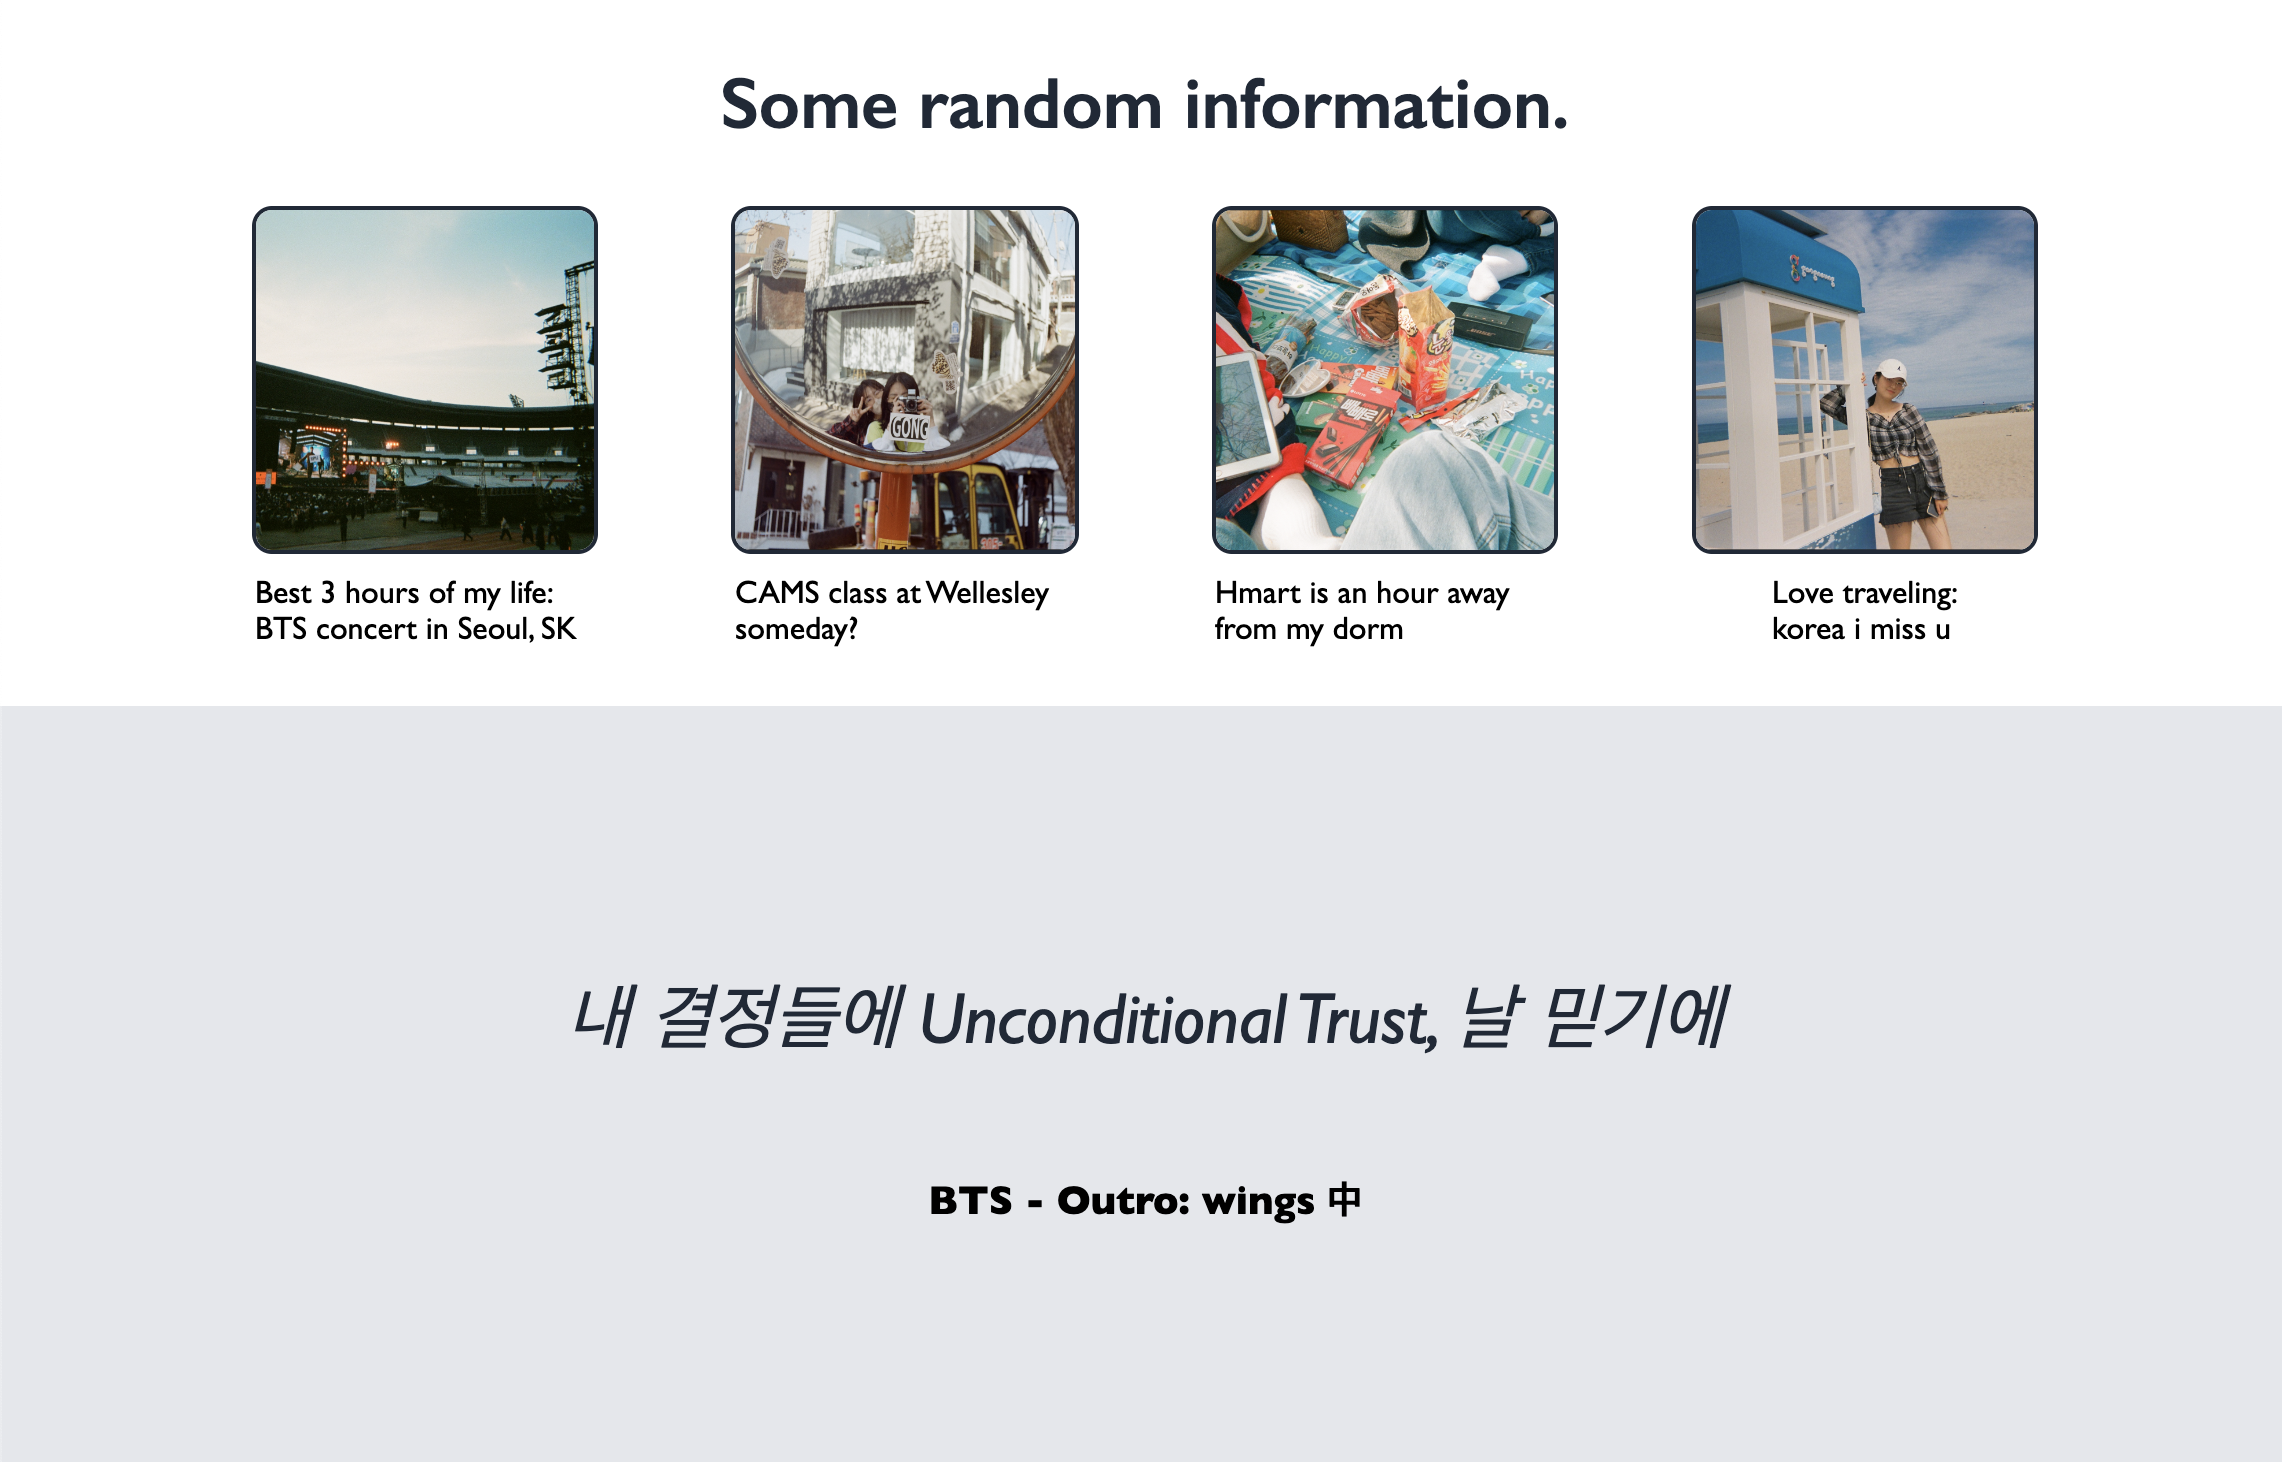 Some random information.
GONG
Best 3 hours of my life:
BTS concert in Seoul, SK
CAMS class at Wellesley
someday?
Hmart is an hour away
from my dorm
Love traveling:
korea i miss u
내 결정들에 Unconditional Trust, 날 믿기에
BTS - Outro: wings 中